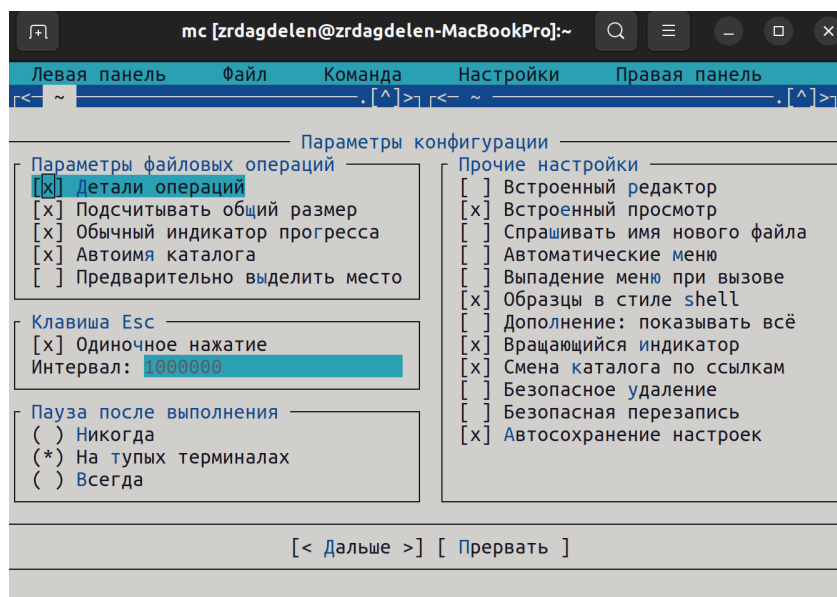 mc [zrdagdelen@zrdagdelen-MacBookPro]:~
Левая панель Файл Команда Настройки Правая панель
<— ~ .[^]> <— ~ .[^]>
Параметры конфигурации
Параметры файловых операций
[x] Детали операций
[x] Подсчитывать общий размер
[x] Обычный индикатор прогресса
[x] Автоимя каталога
[ ] Предварительно выделить место
Клавиша Esc
[x] Одиночное нажатие
Интервал: 1000000
Пауза после выполнения
( ) Никогда
(*) На тупых терминалах
( ) Всегда
Прочие настройки
[ ] Встроенный редактор
[x] Встроенный просмотр
[ ] Спрашивать имя нового файла
[ ] Автоматические меню
[ ] Выпадение меню при вызове
[x] Образцы в стиле shell
[ ] Дополнение: показывать всё
[x] Вращающийся индикатор
[x] Смена каталога по ссылкам
[ ] Безопасное удаление
[ ] Безопасная перезапись
[x] Автосохранение настроек
[< Дальше >] [ Прервать ]